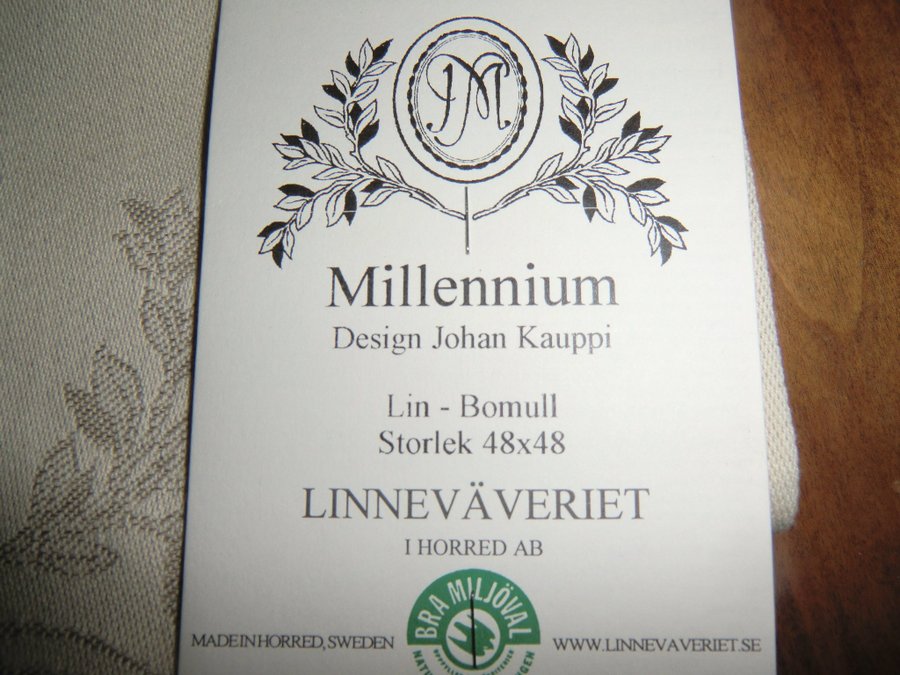 JM
Millennium
Design Johan Kauppi
Lin - Bomull
Storlek 48x48
LINNEVÄVERIET
I HORRED AB
BRA MILJÖVAL
MADE IN HORRED, SWEDEN
WWW.LINNEVAVERIET.SE